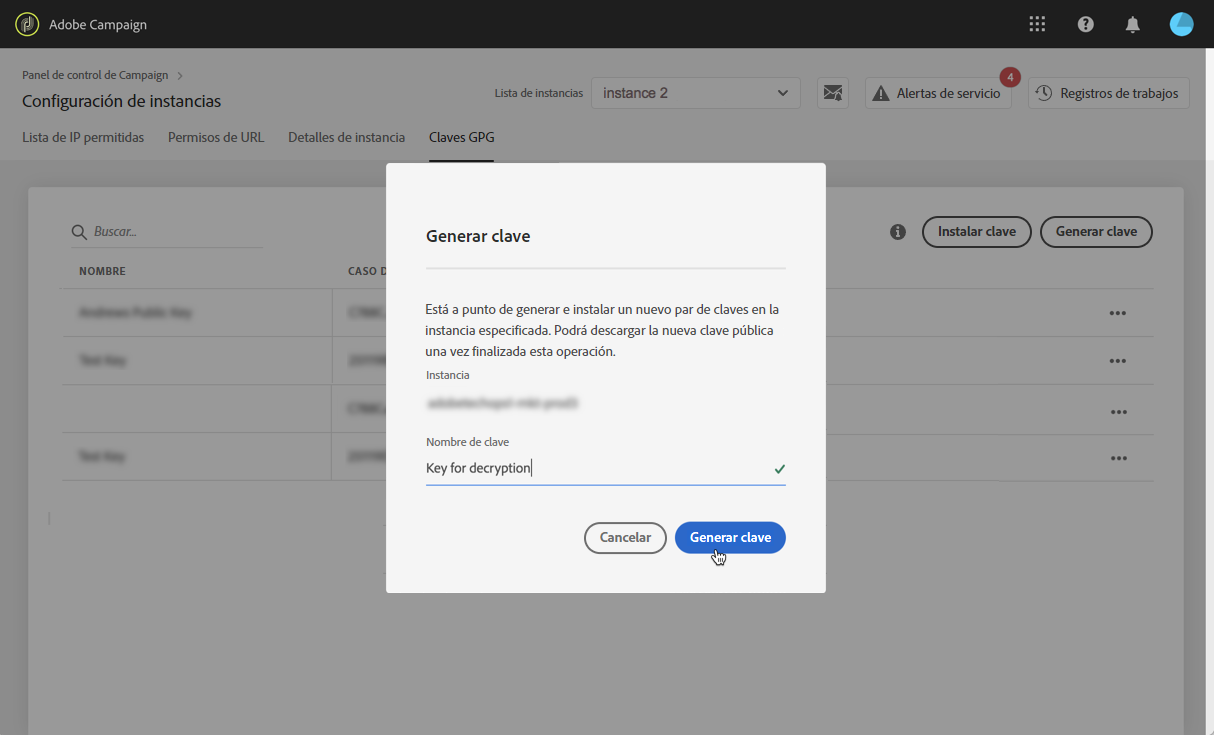 Adobe Campaign
Panel de control de Campaign
Configuración de instancias
Lista de instancias
instance 2
4
Alertas de servicio
Registros de trabajos
Lista de IP permitidas
Permisos de URL
Detalles de instancia
Claves GPG
Buscar...
Instalar clave
Generar clave
NOMBRE
CASO D
Generar clave
Está a punto de generar e instalar un nuevo par de claves en la
instancia especificada. Podrá descargar la nueva clave pública
una vez finalizada esta operación.
Instancia
Nombre de clave
Key for decryption
Cancelar
Generar clave